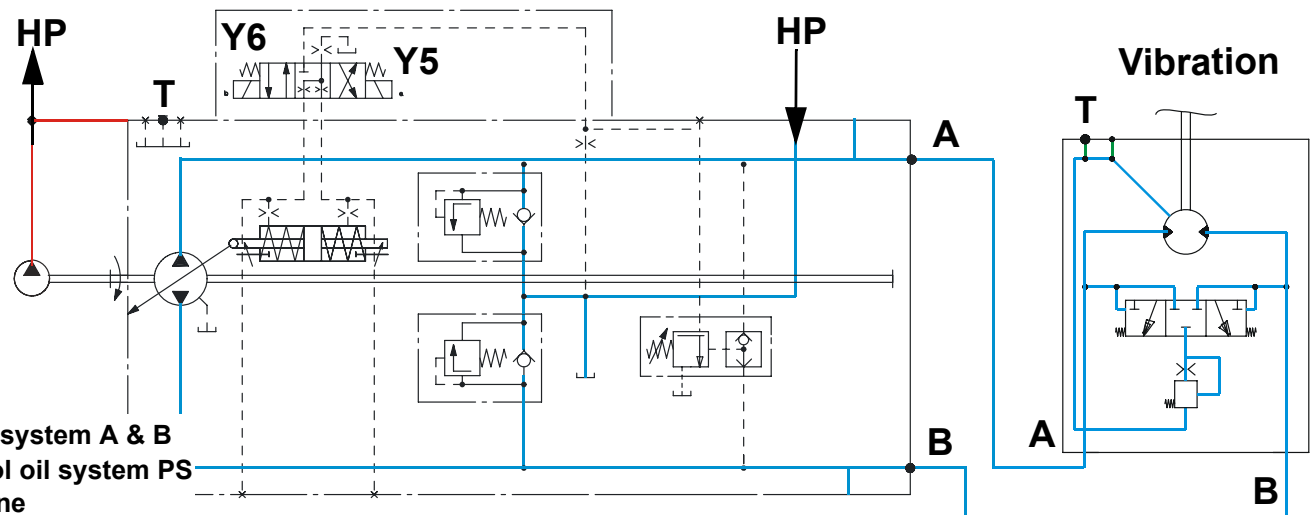 HP
Y6
Y5
HP
Vibration
T
T
A
b
a
system A & B
ol oil system PS
ne
B
A
B